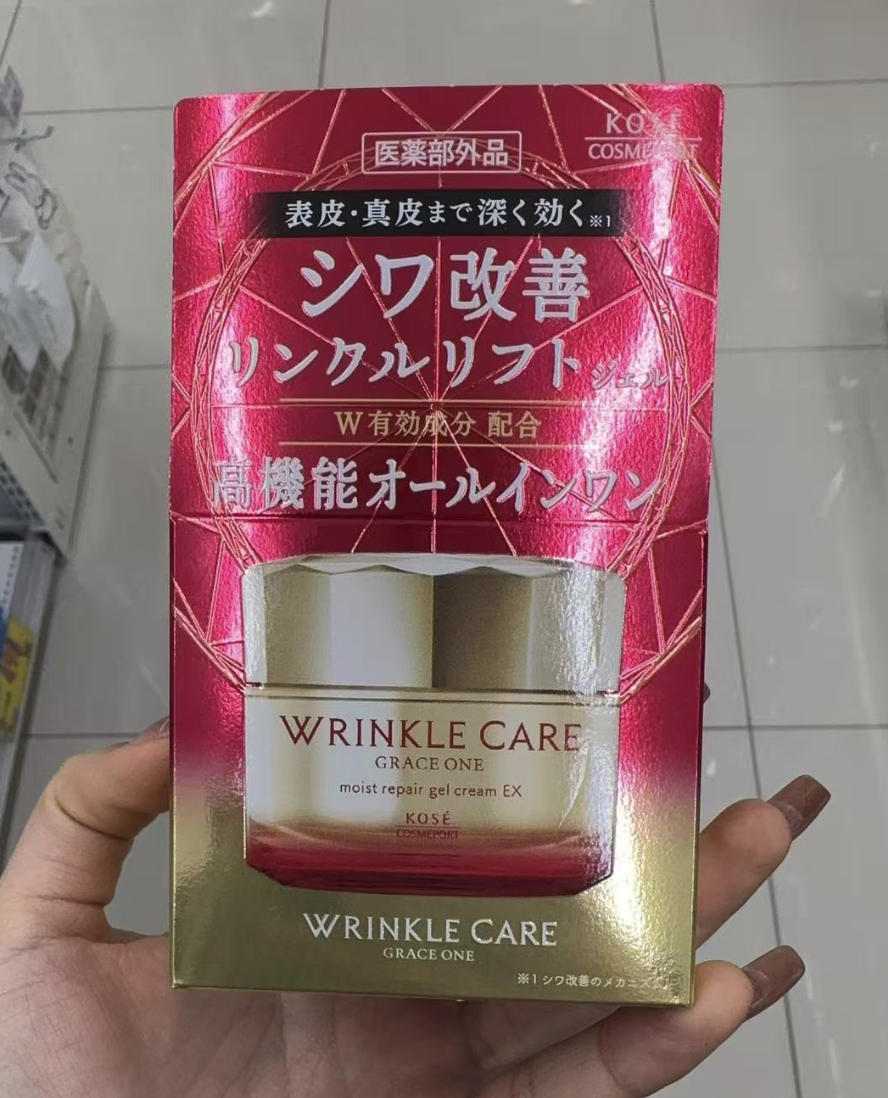 KOSÉ
COSMEPORT
医薬部外品
表皮・真皮まで深く効く※1
シワ改善
リンクルリフトジェル
W有効成分 配合
高機能オールインワン
WRINKLE CARE
GRACE ONE
moist repair gel cream EX
KOSÉ
COSMEPORT
WRINKLE CARE
GRACE ONE
※1 シワ改善のメカニズム